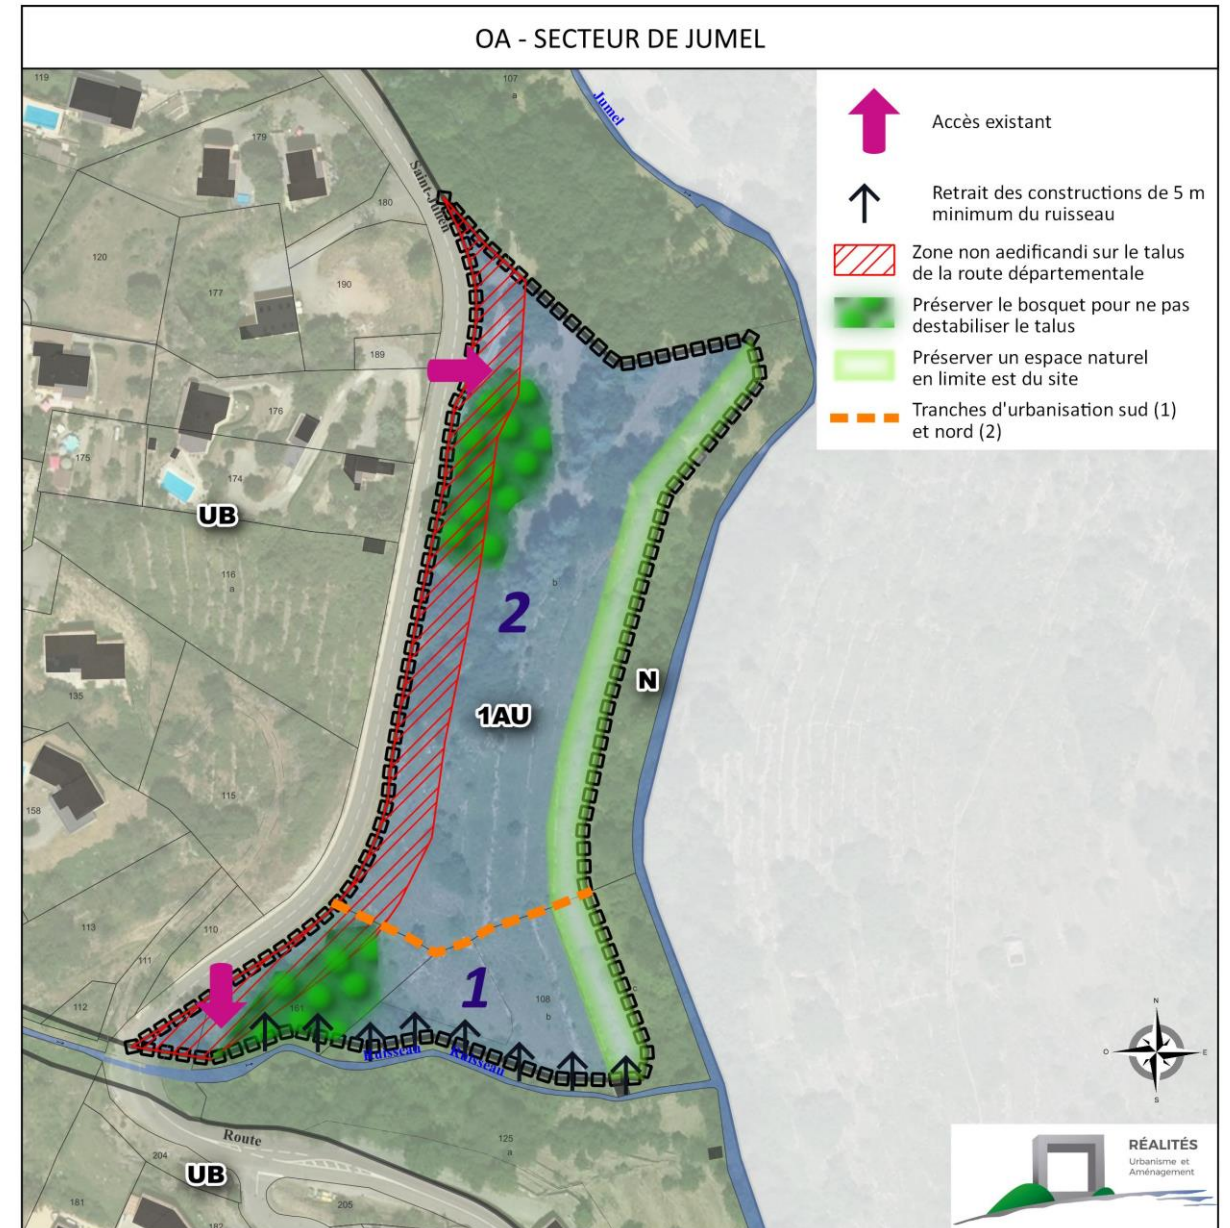 OA - SECTEUR DE JUMEL
Accès existant
Retrait des constructions de 5 m
minimum du ruisseau
Zone non aedificandi sur le talus
de la route départementale
Préserver le bosquet pour ne pas
destabiliser le talus
Préserver un espace naturel
en limite est du site
Tranches d'urbanisation sud (1)
et nord (2)
119
107
a
Jumel
179
Saint-Julien
180
120
177
190
189
176
175
174
UB
116
a
b
2
N
1AU
135
115
158
113
110
111
112
161
1
108
b
c
Ruisseau
Ruisseau
Route
125
a
204
UB
181
182
205
N
O
E
S
RÉALITÉS
Urbanisme et
Aménagement